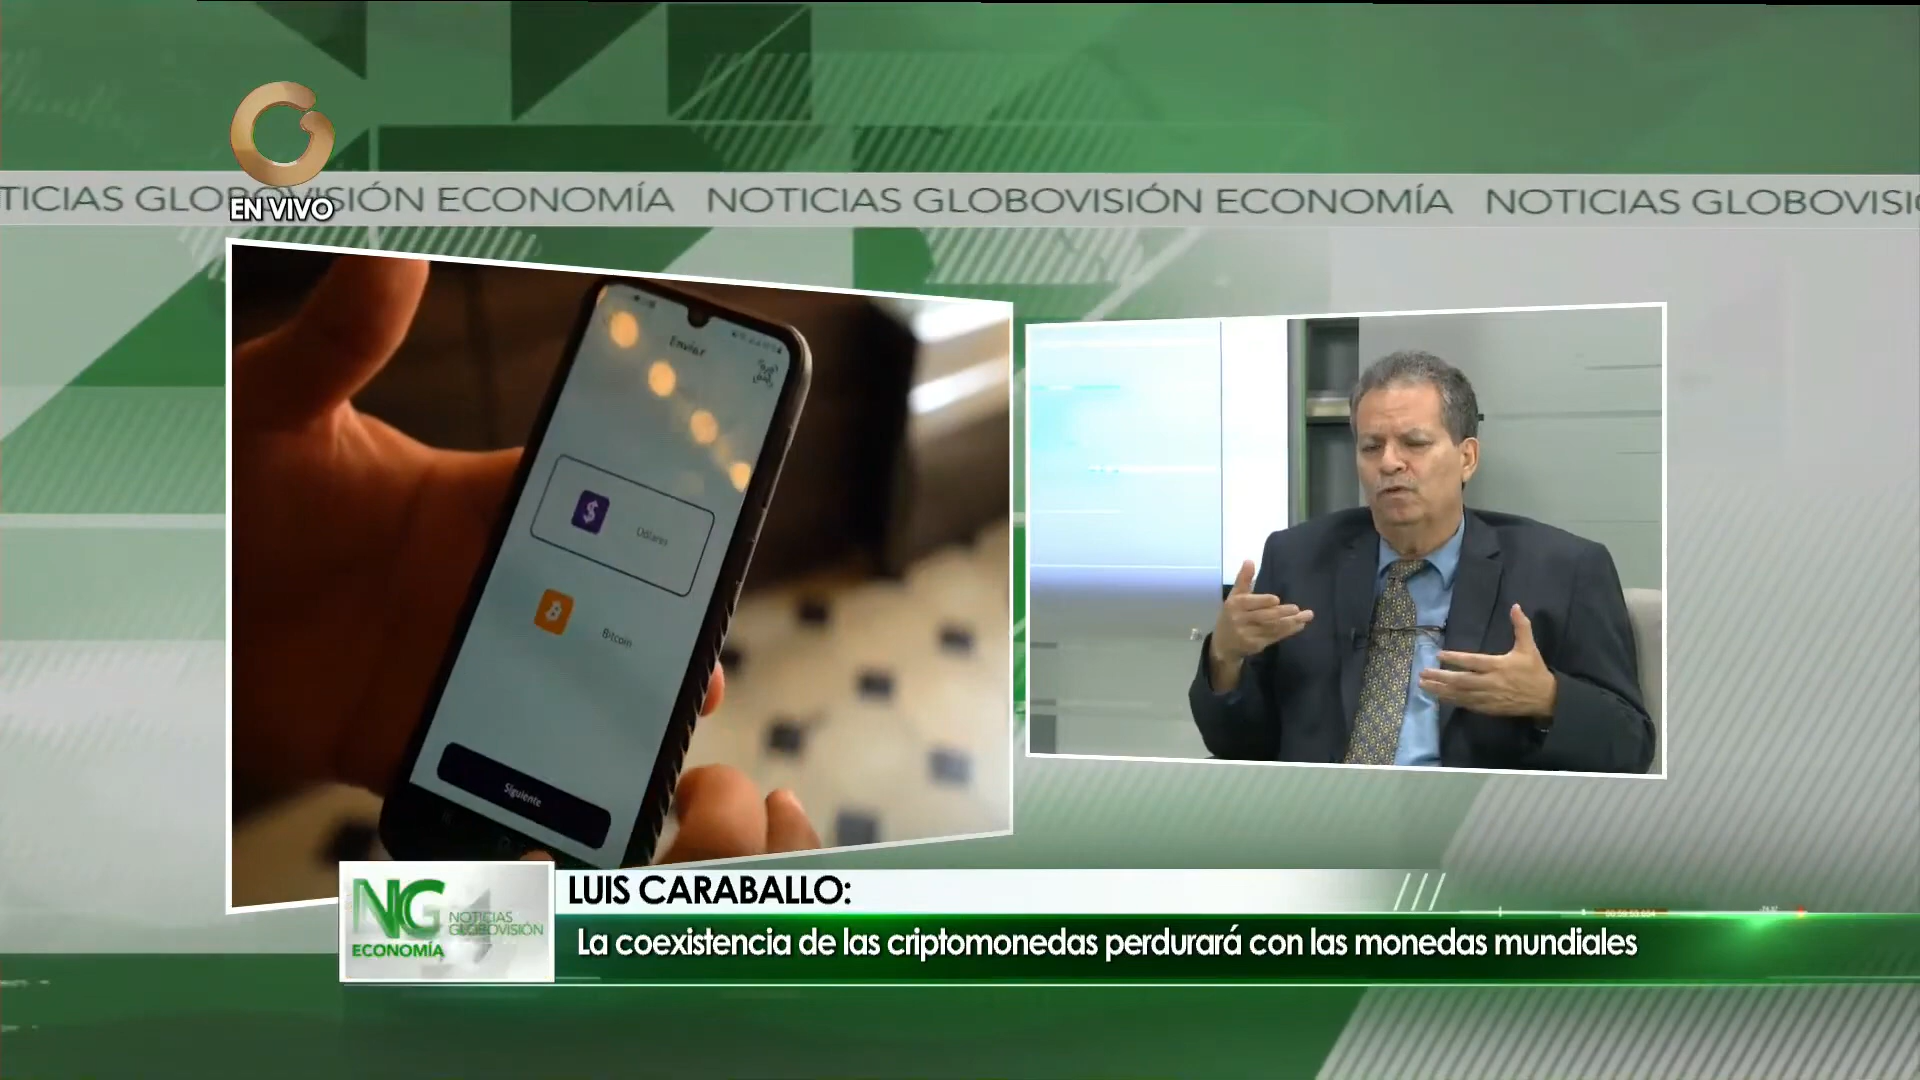 TICIAS GLOBOVISIÓN ECONOMÍA NOTICIAS GLOBOVISIÓN ECONOMÍA NOTICIAS GLOBOVISIÓ
EN VIVO
Enviar
Dólares
Bitcoin
Siguiente
LUIS CARABALLO:
NG
NOTICIAS
GLOBOVISIÓN
ECONOMÍA
La coexistencia de las criptomonedas perdurará con las monedas mundiales